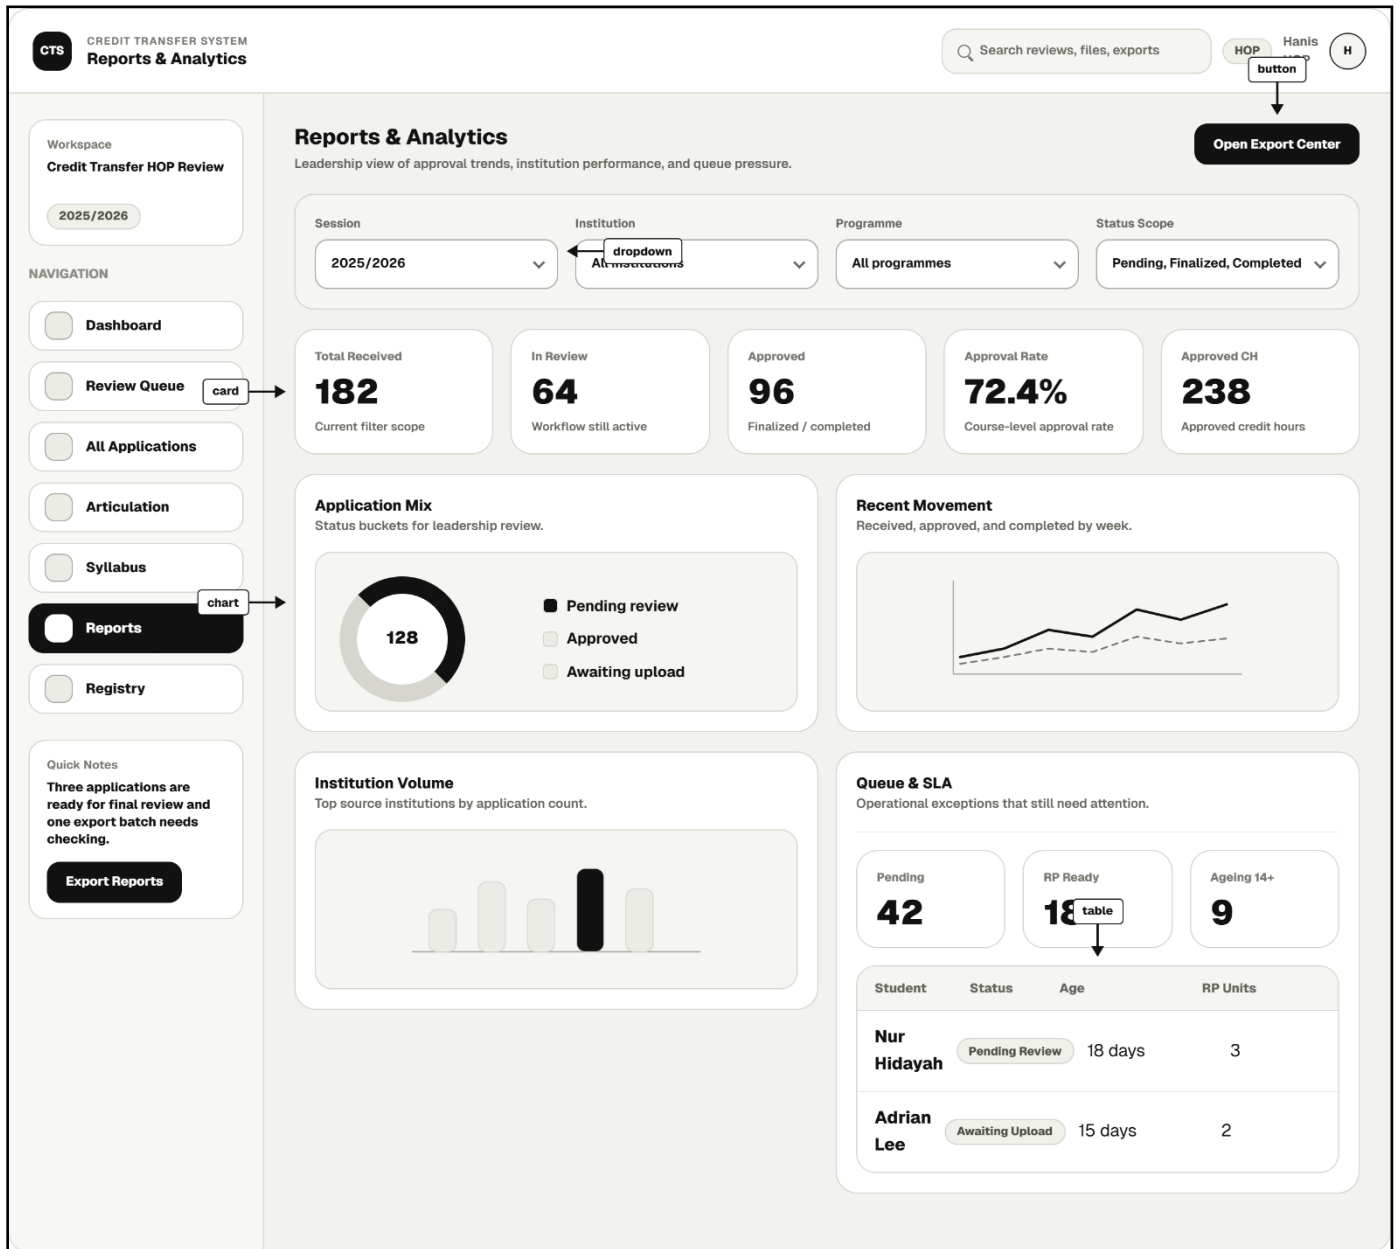 CTS
CREDIT TRANSFER SYSTEM
Reports & Analytics
Search reviews, files, exports
HOP
Hanis
H
button
Workspace
Credit Transfer HOP Review
2025/2026
NAVIGATION
Dashboard
Review Queue
card
All Applications
Articulation
Syllabus
chart
Reports
Registry
Quick Notes
Three applications are
ready for final review and
one export batch needs
checking.
Export Reports
Reports & Analytics
Leadership view of approval trends, institution performance, and queue pressure.
Open Export Center
Session
Institution
Programme
Status Scope
2025/2026
dropdown
All institutions
All programmes
Pending, Finalized, Completed
Total Received
182
Current filter scope
In Review
64
Workflow still active
Approved
96
Finalized / completed
Approval Rate
72.4%
Course-level approval rate
Approved CH
238
Approved credit hours
Application Mix
Status buckets for leadership review.
128
Pending review
Approved
Awaiting upload
Recent Movement
Received, approved, and completed by week.
Institution Volume
Top source institutions by application count.
Queue & SLA
Operational exceptions that still need attention.
Pending
42
RP Ready
table
Ageing 14+
9
Student Status Age RP Units
Nur
Hidayah
Pending Review 18 days 3
Adrian
Lee
Awaiting Upload 15 days 2